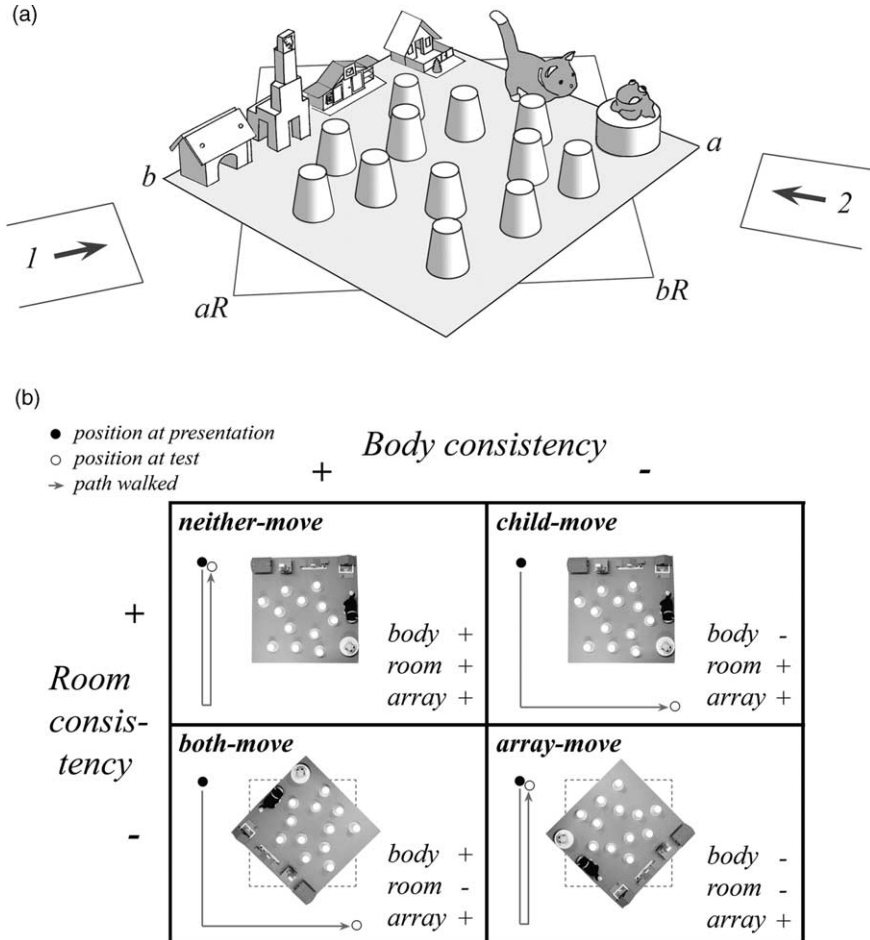 (a)
b
a
1
2
aR
bR
(b)
● position at presentation
○ position at test
→ path walked
Body consistency
+
-
neither-move
body +
room +
array +
child-move
body -
room +
array +
+
Room
consis-
tency
-
both-move
body +
room -
array +
array-move
body -
room -
array +